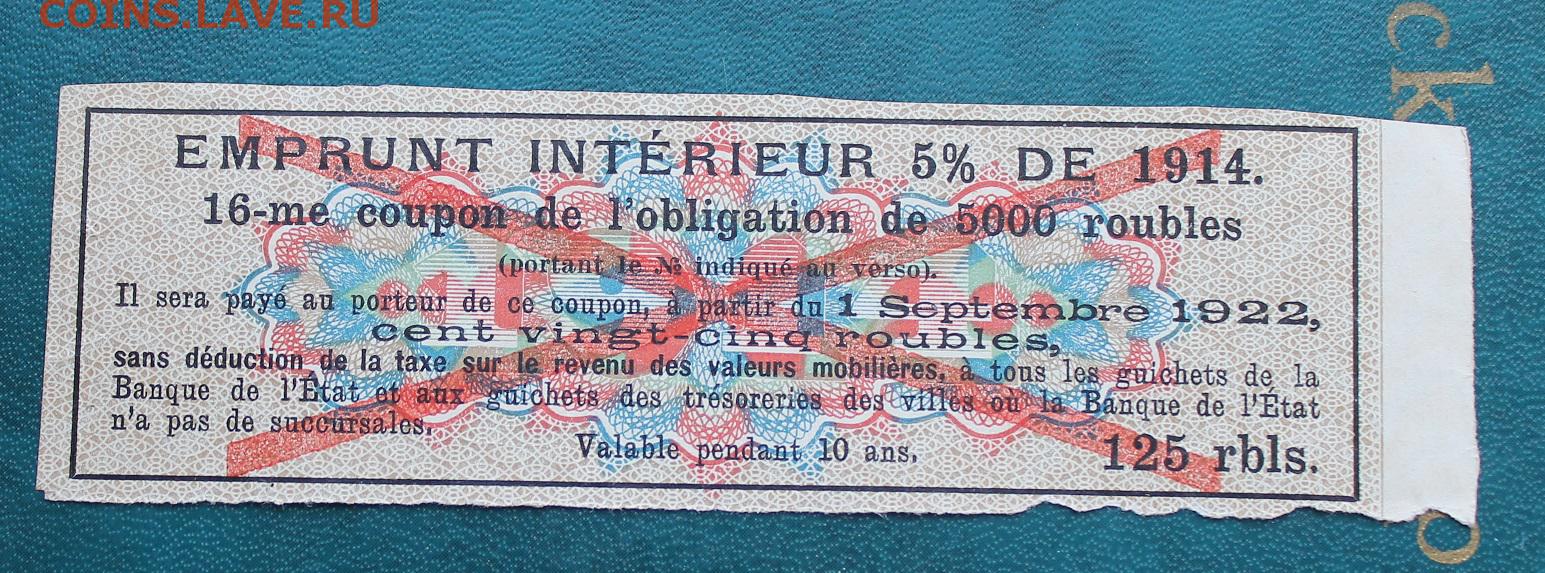 COINS.LAVE.RU
ck
EMPRUNT INTÉRIEUR 5% DE 1914.
16-me coupon de l'obligation de 5000 roubles
(portant le № indiqué au verso).
Il sera payé au porteur de ce coupon, à partir du 1 Septembre 1922,
cent vingt-cinq roubles,
sans déduction de la taxe sur le revenu des valeurs mobilières, à tous les guichets de la
Banque de l'État et aux guichets des trésoreries des villes où la Banque de l'État
n'a pas de succursales.
Valable pendant 10 ans.
125 rbls.